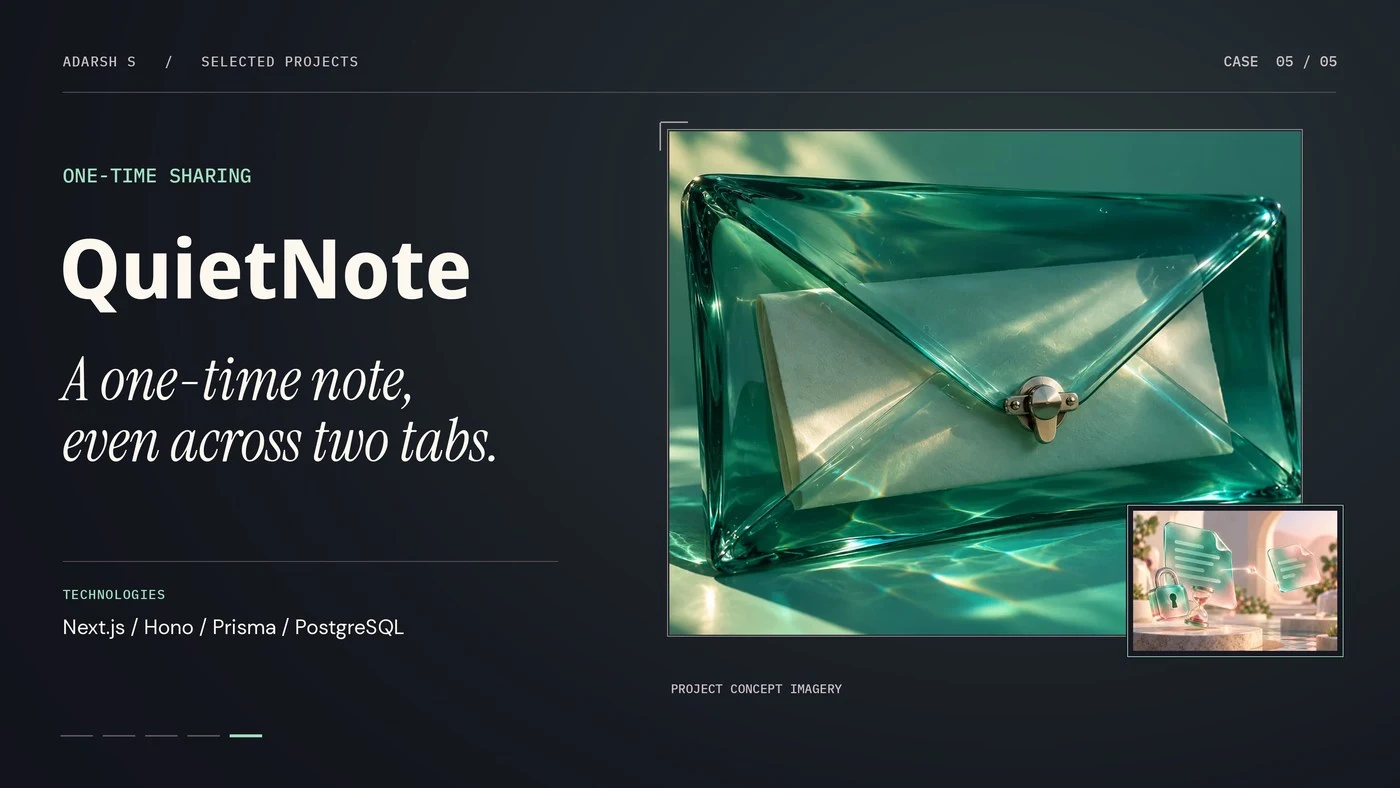 ADARSH S / SELECTED PROJECTS
CASE 05 / 05
ONE-TIME SHARING
QuietNote
A one-time note,
even across two tabs.
TECHNOLOGIES
Next.js / Hono / Prisma / PostgreSQL
PROJECT CONCEPT IMAGERY